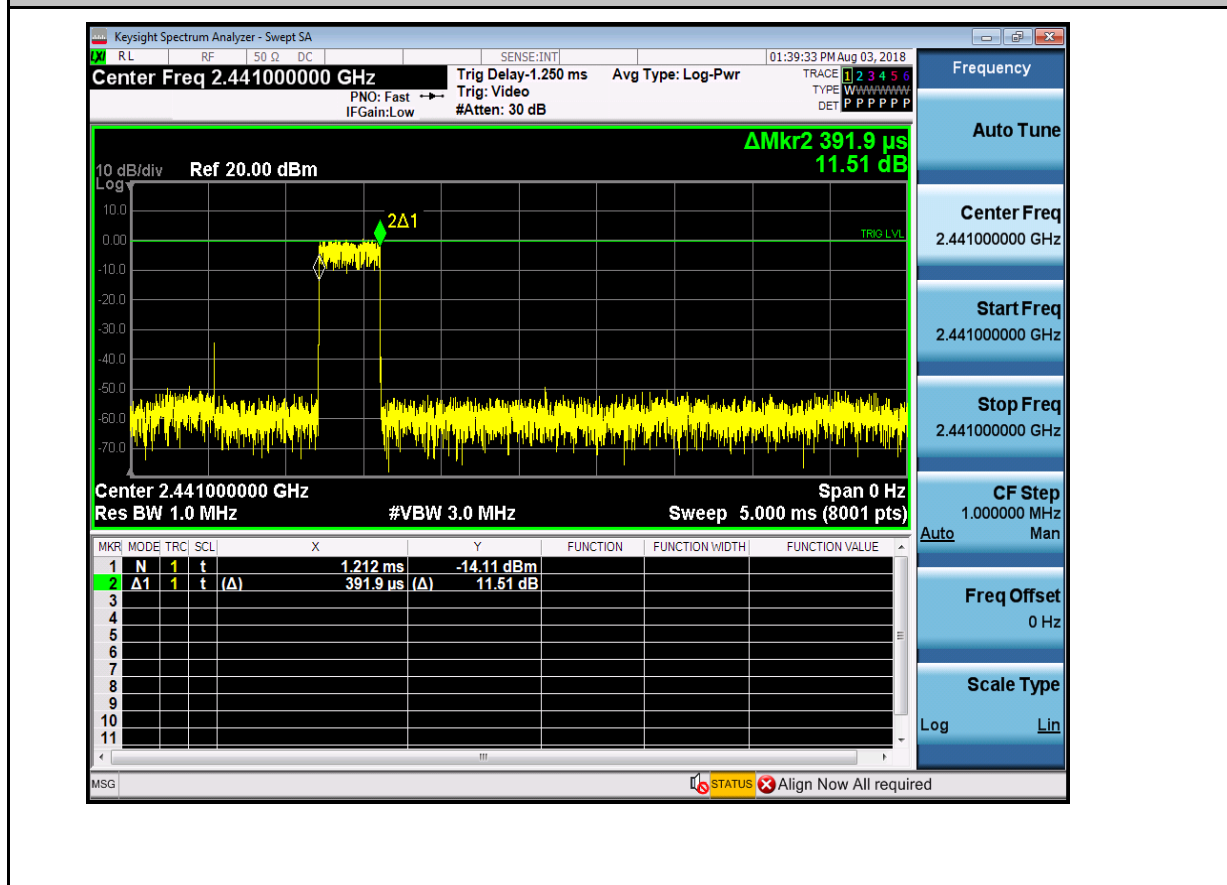 Keysight Spectrum Analyzer - Swept SA
LXI RL RF 50 Ω DC SENSE:INT 01:39:33 PM Aug 03, 2018
Center Freq 2.441000000 GHz
PNO: Fast
IFGain:Low
Trig Delay-1.250 ms
Trig: Video
#Atten: 30 dB
Avg Type: Log-Pwr
TRACE 1 2 3 4 5 6
TYPE WWWWWW
DET P P P P P P
ΔMkr2 391.9 µs
11.51 dB
10 dB/div Ref 20.00 dBm
Log
10.0
0.00
-10.0
-20.0
-30.0
-40.0
-50.0
-60.0
-70.0
2Δ1
TRIG LVL
Center 2.441000000 GHz Span 0 Hz
Res BW 1.0 MHz #VBW 3.0 MHz Sweep 5.000 ms (8001 pts)
MKR MODE TRC SCL X Y FUNCTION FUNCTION WIDTH FUNCTION VALUE
1 N 1 t 1.212 ms -14.11 dBm
2 Δ1 1 t (Δ) 391.9 µs (Δ) 11.51 dB
3
4
5
6
7
8
9
10
11
MSG STATUS Align Now All required
Frequency
Auto Tune
Center Freq
2.441000000 GHz
Start Freq
2.441000000 GHz
Stop Freq
2.441000000 GHz
CF Step
1.000000 MHz
Auto Man
Freq Offset
0 Hz
Scale Type
Log Lin